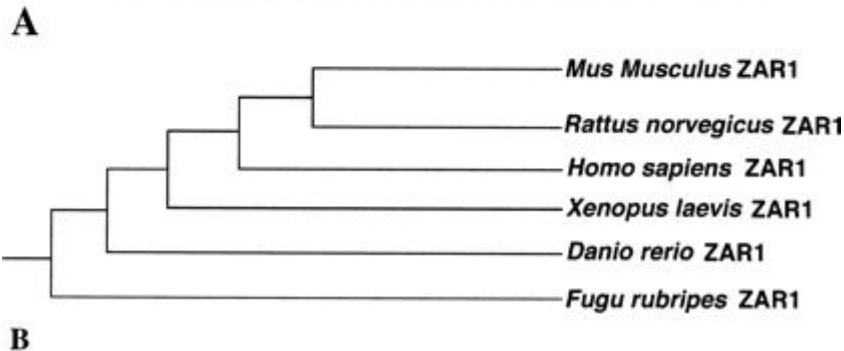 A
Mus Musculus ZAR1
Rattus norvegicus ZAR1
Homo sapiens ZAR1
Xenopus laevis ZAR1
Danio rerio ZAR1
Fugu rubripes ZAR1
B